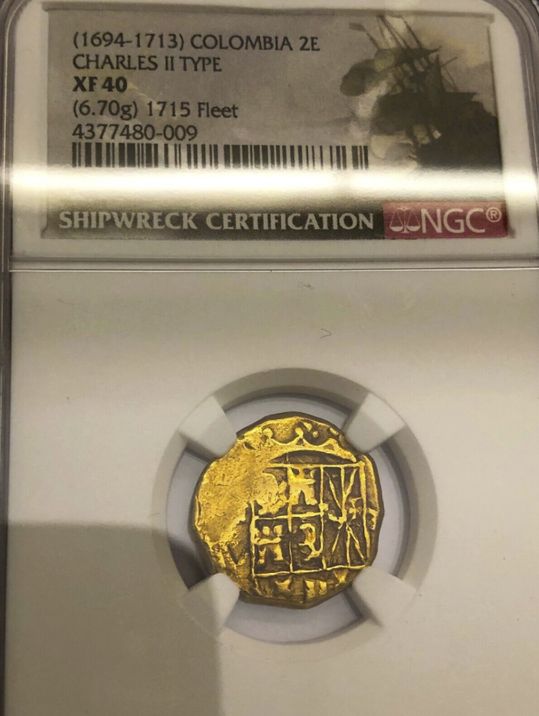 (1694-1713) COLOMBIA 2E
CHARLES II TYPE
XF 40
(6.70g) 1715 Fleet
4377480-009
SHIPWRECK CERTIFICATION NGC®